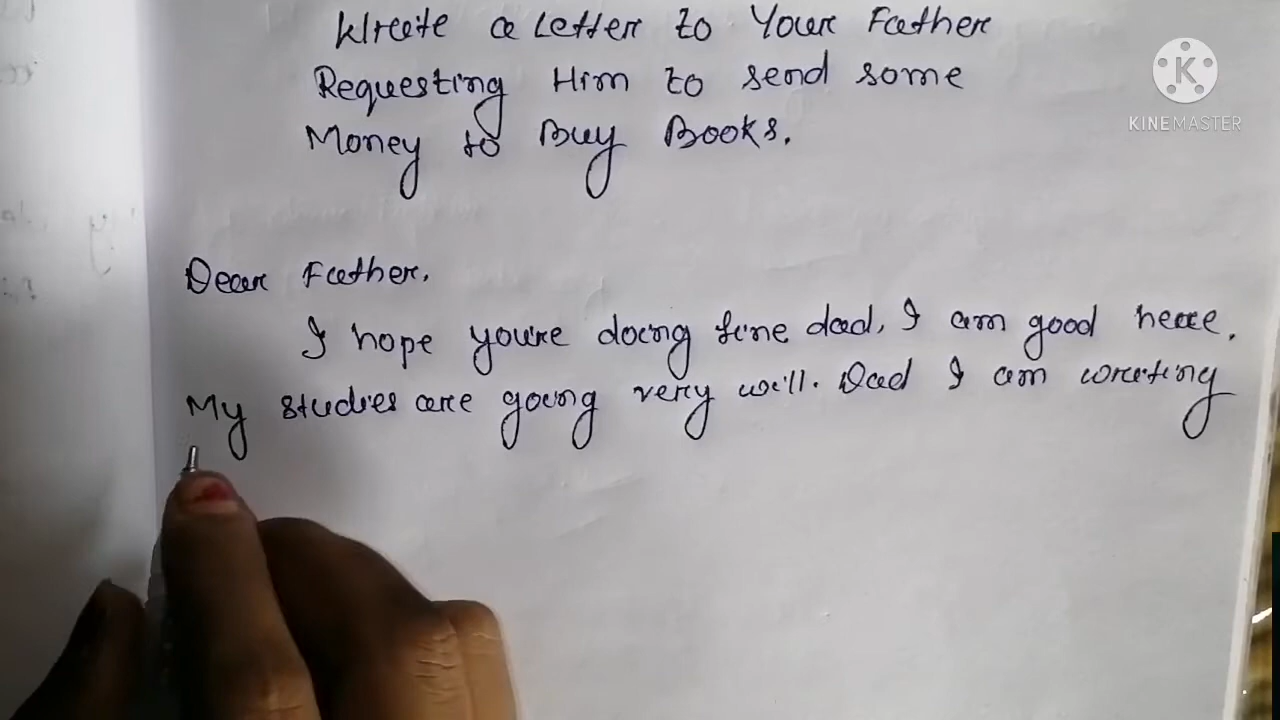 Write a Letter to Your Father
KINEMASTER
Requesting Him to send some
Money to Buy Books.
Dear Father,
I hope you're doing fine dad, I am good here.
My studies are going very well. Dad I am writing